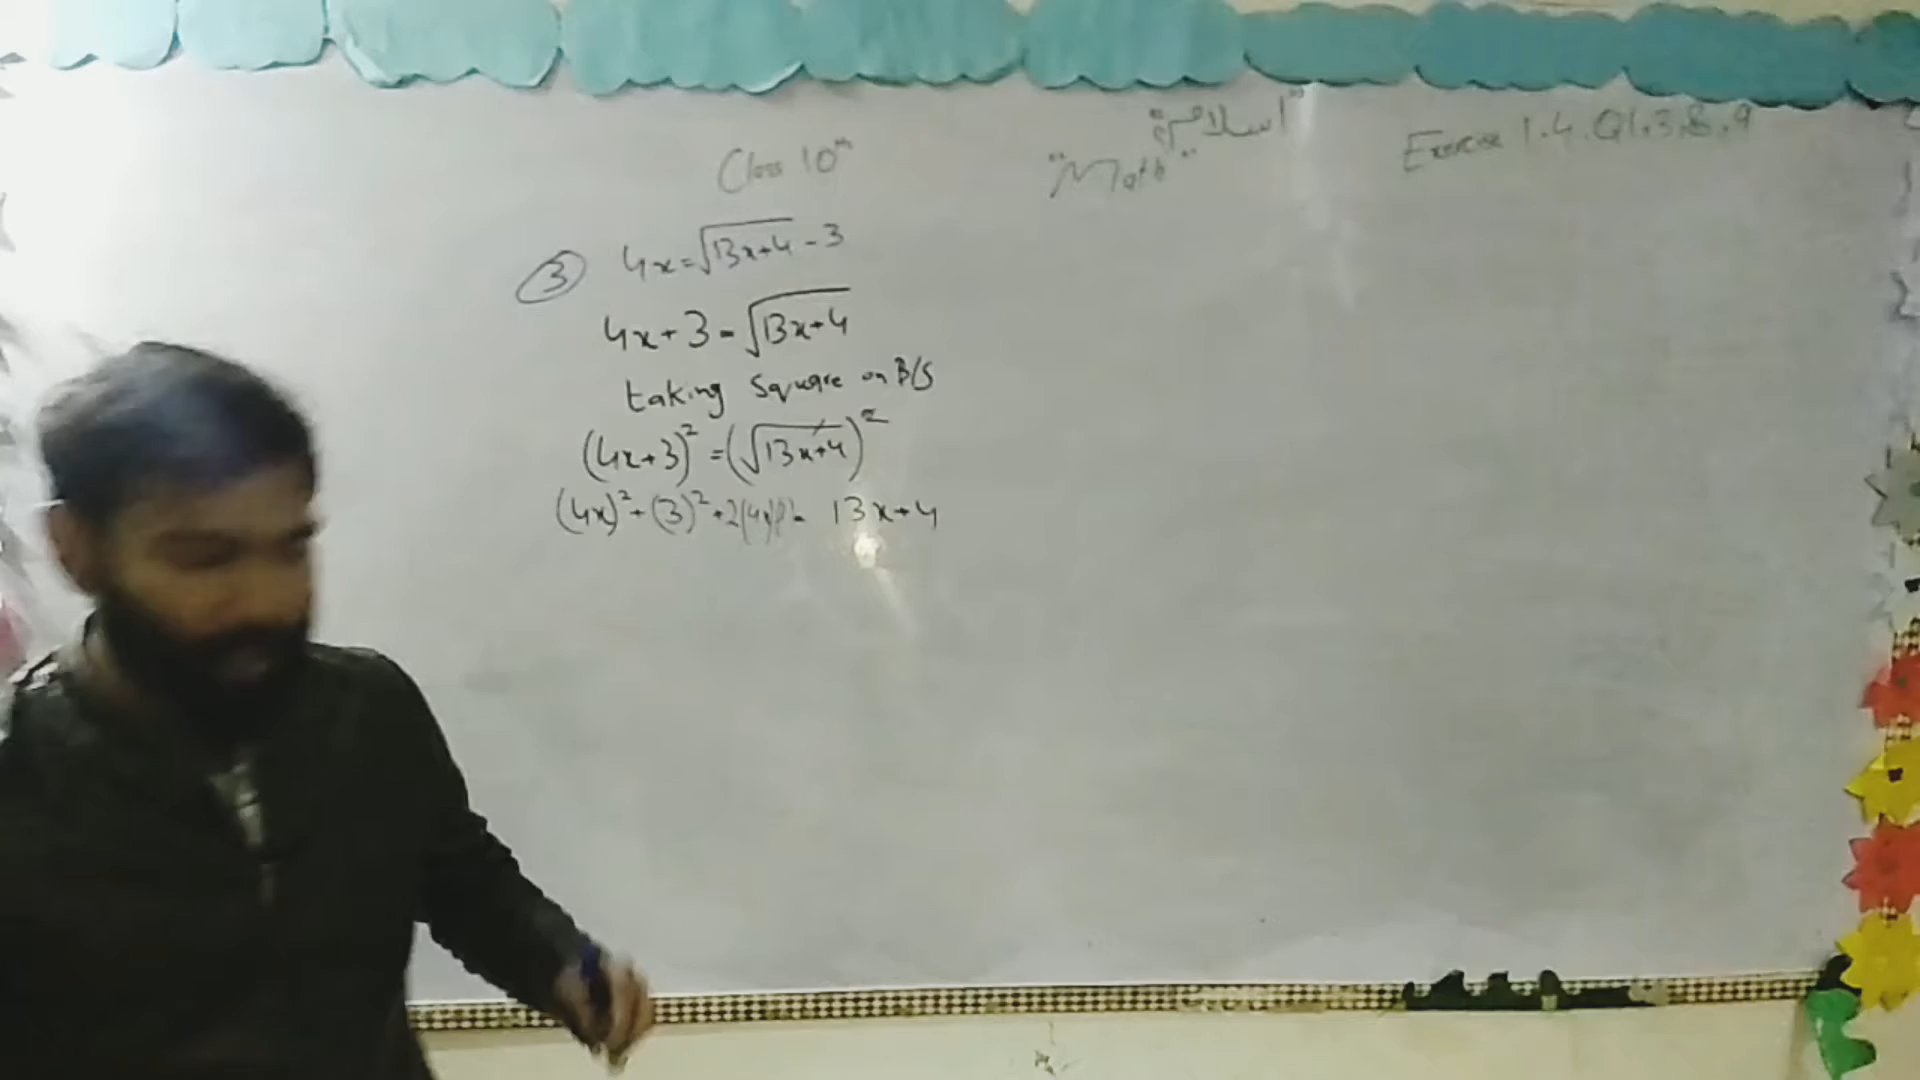 "اسلامیہ"
Class 10th "Math" Exercise 1.4. Q1.3.8.9
③ 4x=√13x+4 - 3
4x+3=√13x+4
taking Square on B/S
(4x+3)²=(√13x+4)²
(4x)²+(3)²+2(4x)(3)= 13x+4